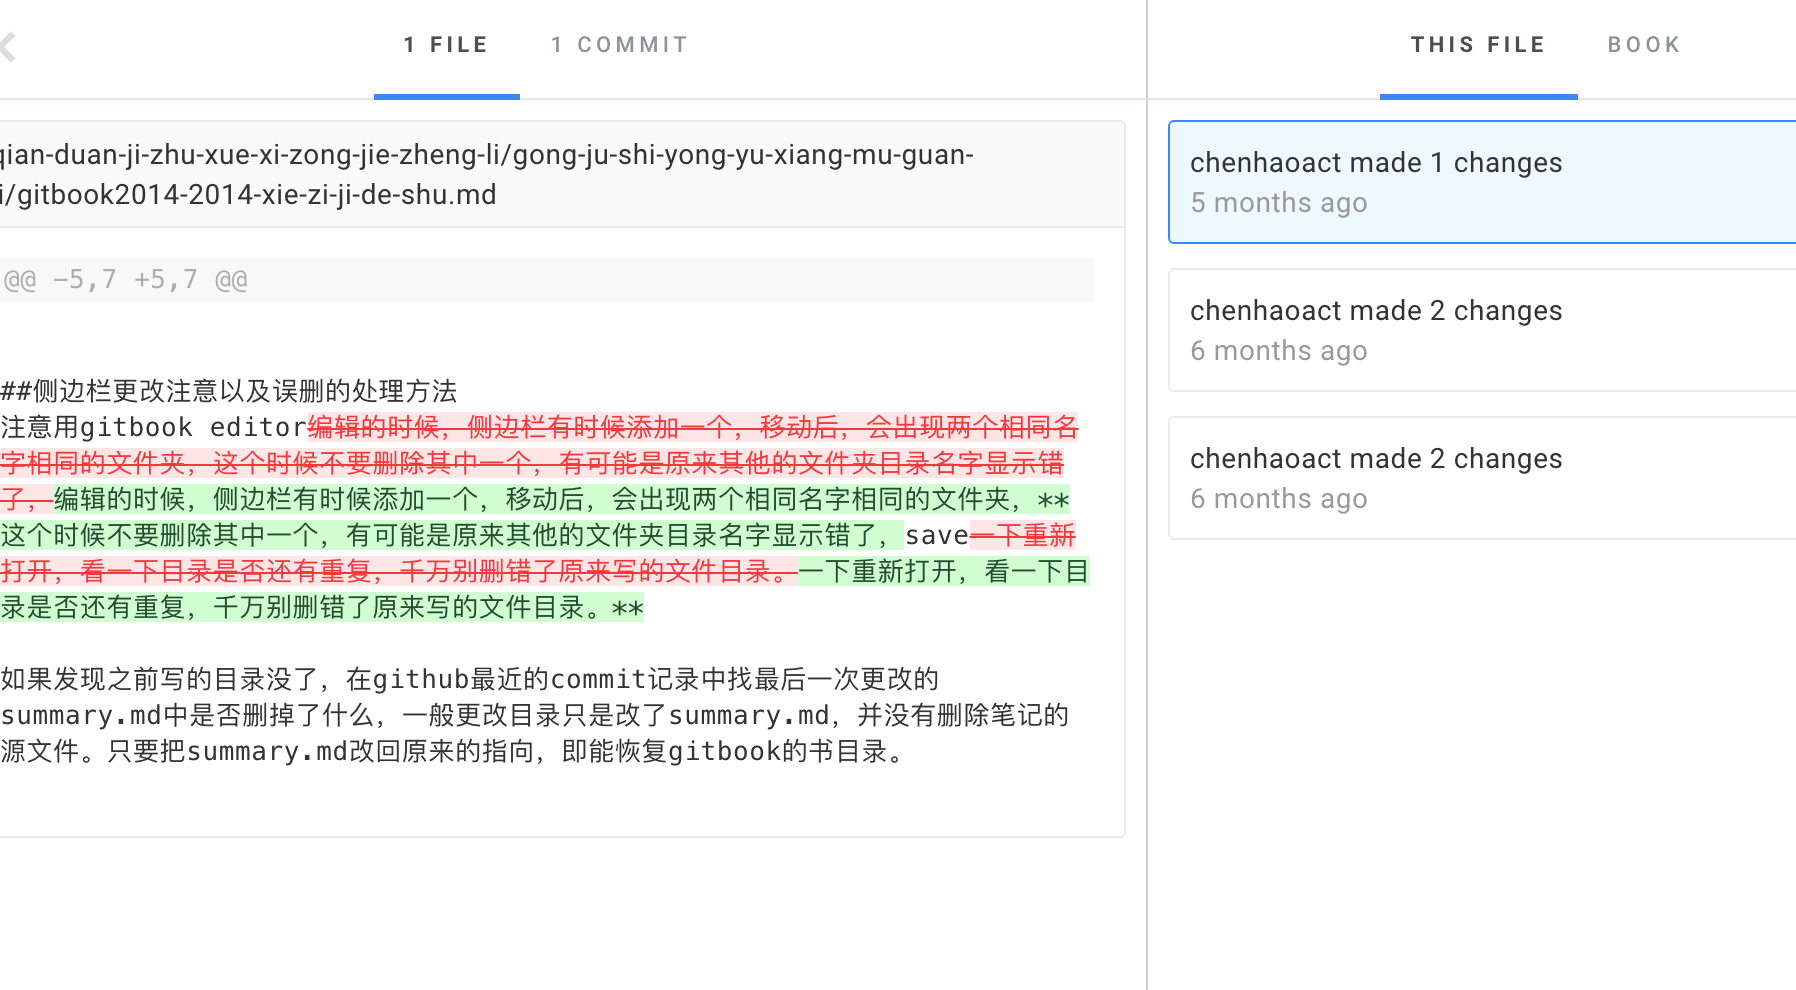 1 FILE
1 COMMIT
THIS FILE
BOOK
qian-duan-ji-zhu-xue-xi-zong-jie-zheng-li/gong-ju-shi-yong-yu-xiang-mu-guan-
i/gitbook2014-2014-xie-zi-ji-de-shu.md
@@ -5,7 +5,7 @@
##侧边栏更改注意以及误删的处理方法
注意用gitbook editor编辑的时候，侧边栏有时候添加一个，移动后，会出现两个相同名
字相同的文件夹，这个时候不要删除其中一个，有可能是原来其他的文件夹目录名字显示错
了，编辑的时候，侧边栏有时候添加一个，移动后，会出现两个相同名字相同的文件夹，**
这个时候不要删除其中一个，有可能是原来其他的文件夹目录名字显示错了，save一下重新
打开，看一下目录是否还有重复，千万别删错了原来写的文件目录。一下重新打开，看一下目
录是否还有重复，千万别删错了原来写的文件目录。**
如果发现之前写的目录没了，在github最近的commit记录中找最后一次更改的
summary.md中是否删掉了什么，一般更改目录只是改了summary.md，并没有删除笔记的
源文件。只要把summary.md改回原来的指向，即能恢复gitbook的书目录。
chenhaoact made 1 changes
5 months ago
chenhaoact made 2 changes
6 months ago
chenhaoact made 2 changes
6 months ago